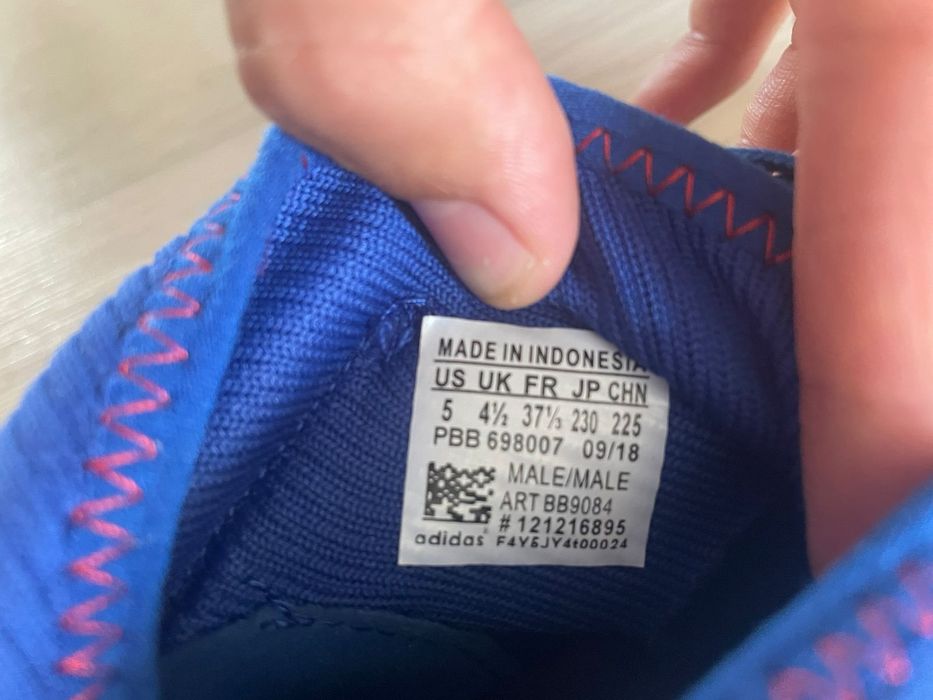 MADE IN INDONESIA
US UK FR JP CHN
5 4½ 37⅓ 230 225
PBB 698007 09/18
MALE/MALE
ART BB9084
# 121216895
adidas